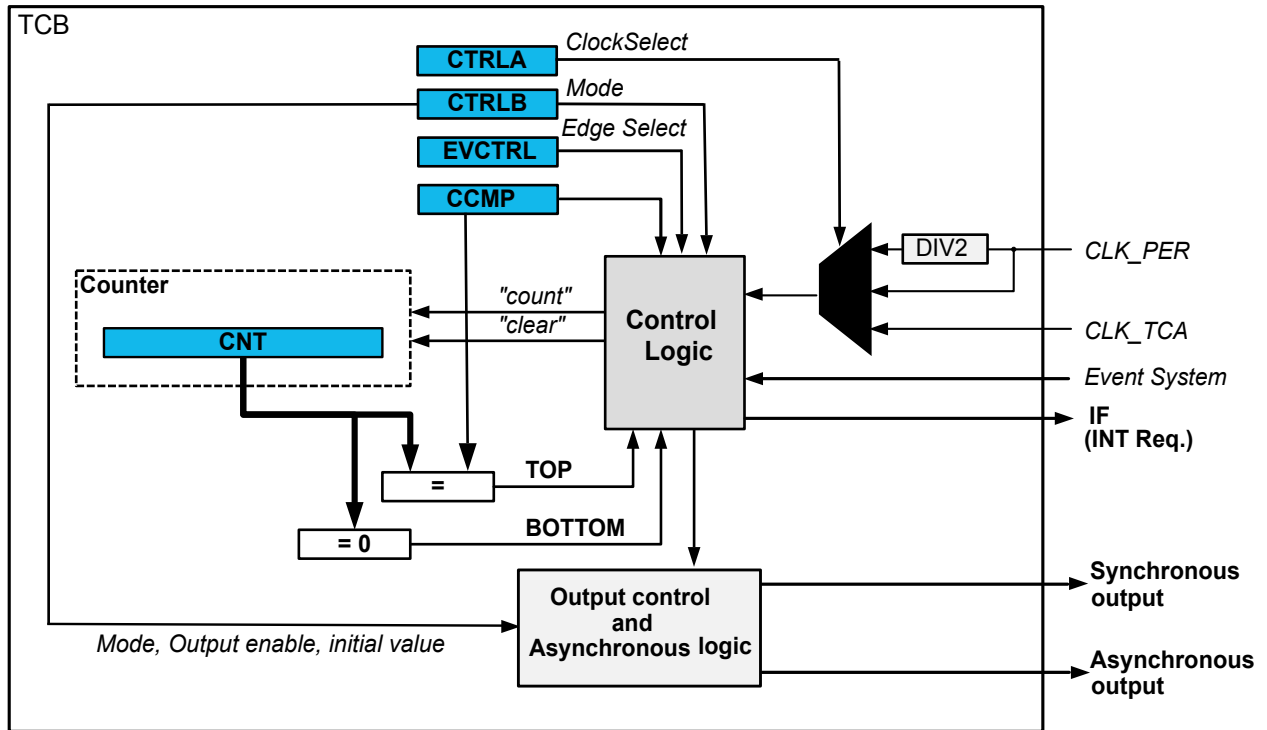 TCB
ClockSelect
CTRLA
Mode
CTRLB
Edge Select
EVCTRL
CCMP
DIV2
CLK_PER
Counter
"count"
Control
Logic
CNT
"clear"
CLK_TCA
Event System
IF
(INT Req.)
=
TOP
= 0
BOTTOM
Output control
and
Asynchronous logic
Synchronous
output
Mode, Output enable, initial value
Asynchronous
output